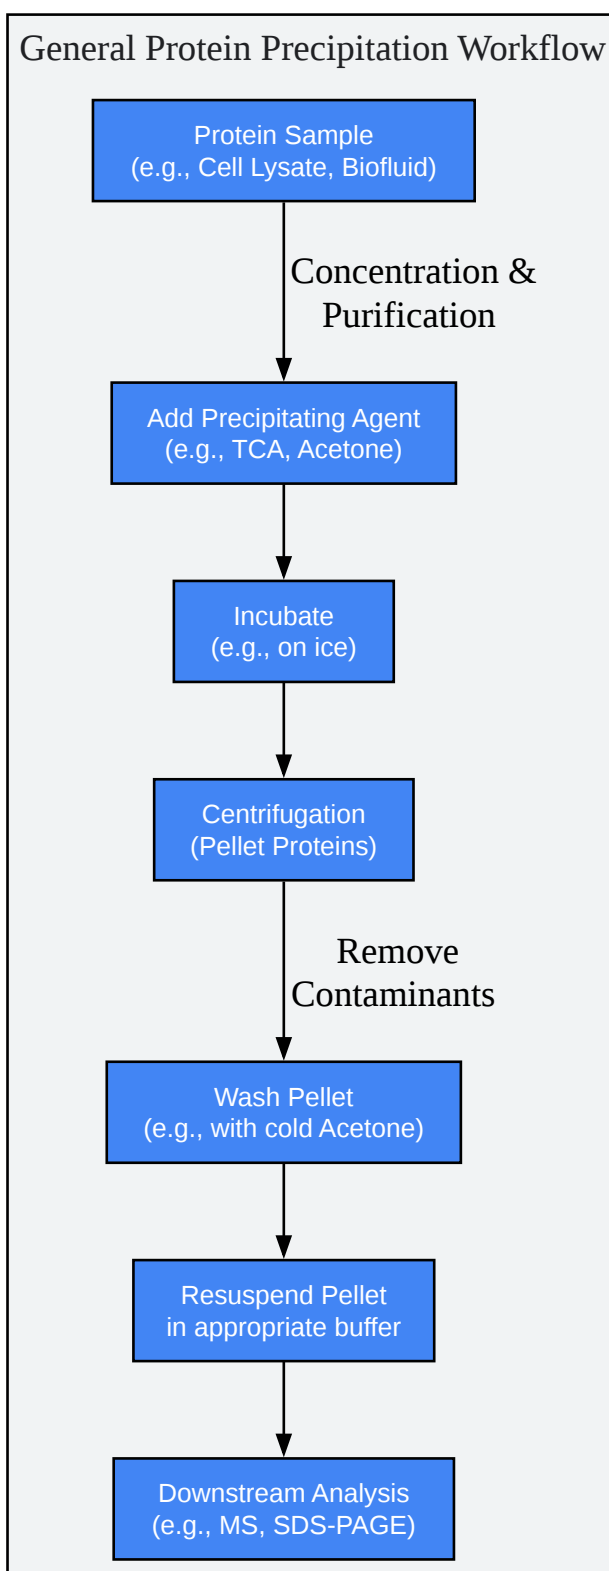 General Protein Precipitation Workflow
Protein Sample
(e.g., Cell Lysate, Biofluid)
Concentration &
Purification
Add Precipitating Agent
(e.g., TCA, Acetone)
Incubate
(e.g., on ice)
Centrifugation
(Pellet Proteins)
Remove
Contaminants
Wash Pellet
(e.g., with cold Acetone)
Resuspend Pellet
in appropriate buffer
Downstream Analysis
(e.g., MS, SDS-PAGE)